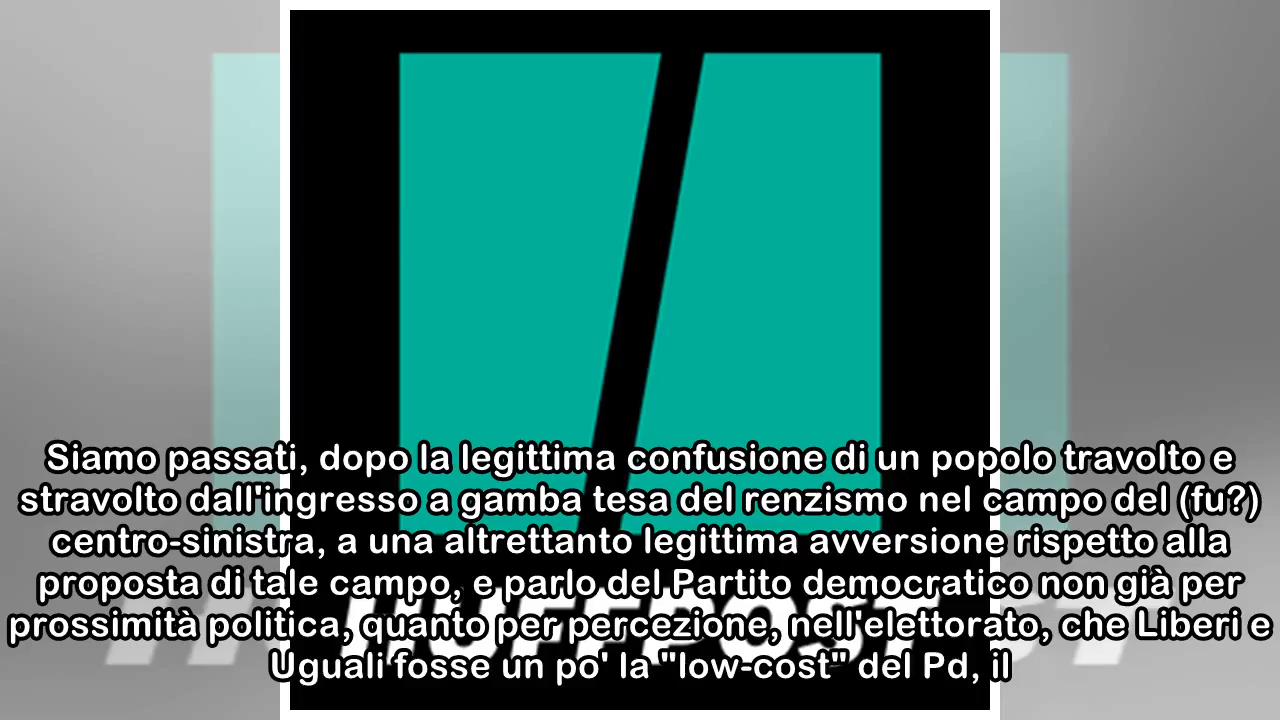 Siamo passati, dopo la legittima confusione di un popolo travolto e
stravolto dall'ingresso a gamba tesa del renzismo nel campo del (fu?)
centro-sinistra, a una altrettanto legittima avversione rispetto alla
proposta di tale campo, e parlo del Partito democratico non già per
prossimità politica, quanto per percezione, nell'elettorato, che Liberi e
Uguali fosse un po' la "low-cost" del Pd, il
HUFFPOST